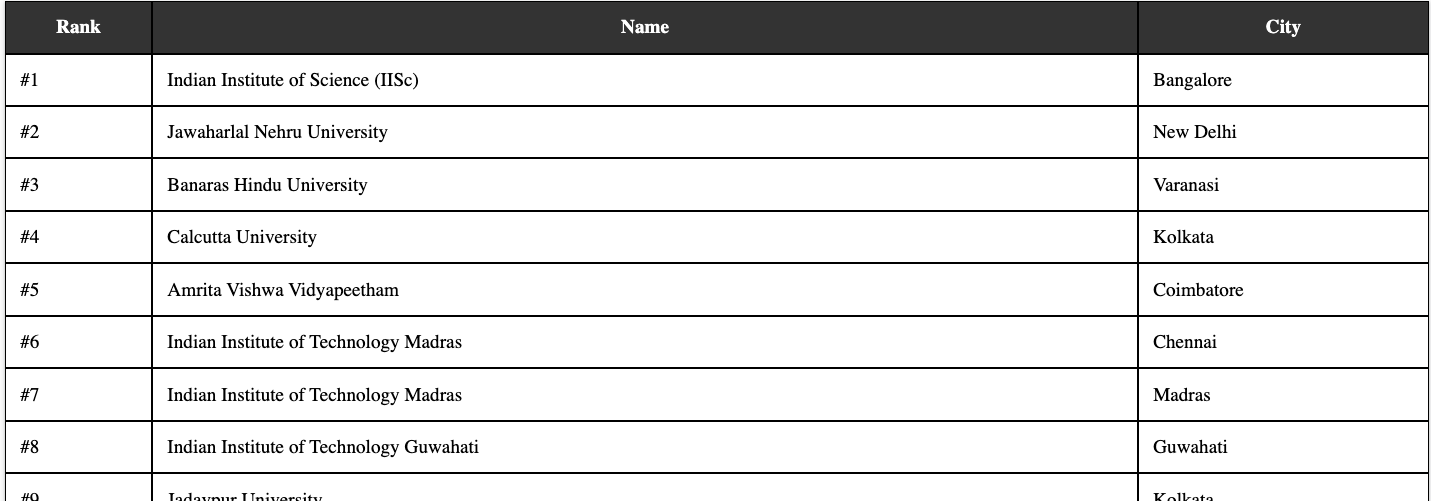 Rank Name City
#1 Indian Institute of Science (IISc) Bangalore
#2 Jawaharlal Nehru University New Delhi
#3 Banaras Hindu University Varanasi
#4 Calcutta University Kolkata
#5 Amrita Vishwa Vidyapeetham Coimbatore
#6 Indian Institute of Technology Madras Chennai
#7 Indian Institute of Technology Madras Madras
#8 Indian Institute of Technology Guwahati Guwahati
#9 Jadavpur University Kolkata